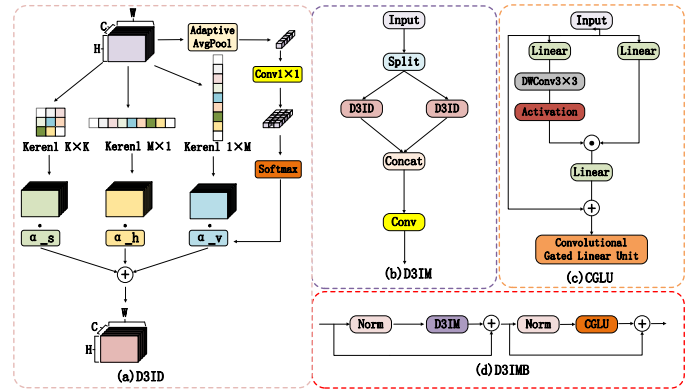 W
C
H
Adaptive
AvgPool
Conv1×1
Kerenl K×K
Kerenl M×1
Kerenl 1×M
Softmax
α_s
α_h
α_v
W
C
H
(a)D3ID
Input
Split
D3ID
D3ID
Concat
Conv
(b)D3IM
Input
Linear
Linear
DWConv3×3
Activation
Linear
Convolutional
Gated Linear Unit
(c)CGLU
Norm
D3IM
Norm
CGLU
(d)D3IMB